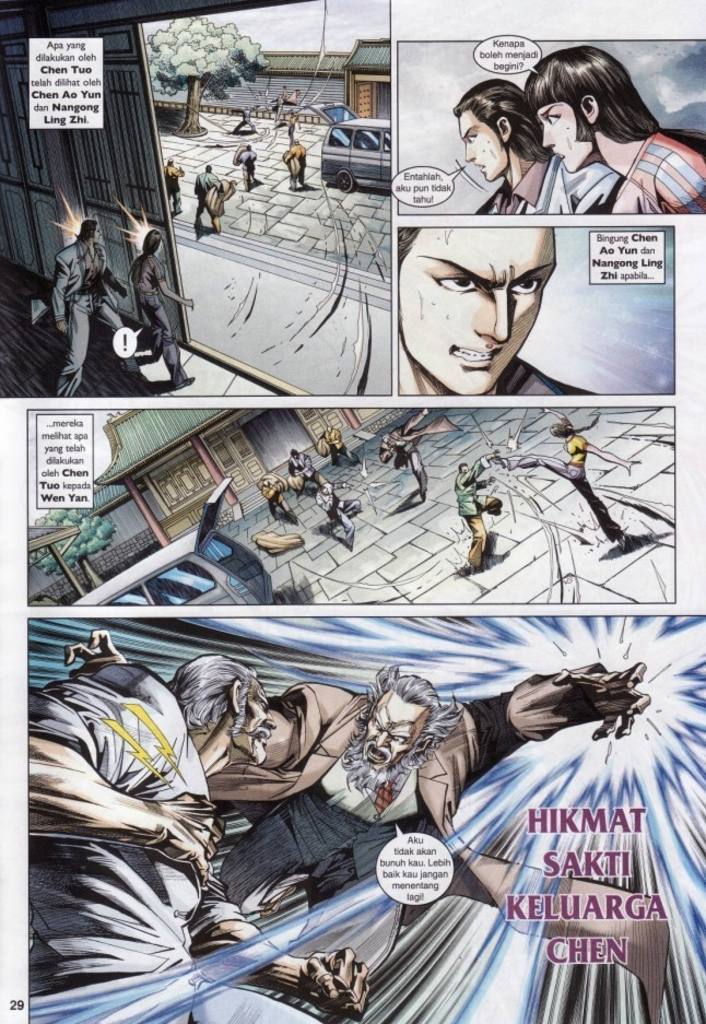 Apa yang
dilakukan oleh
Chen Tuo
telah dilihat oleh
Chen Ao Yun
dan Nangong
Ling Zhi.
!
Kenapa
boleh menjadi
begini?
Entahlah,
aku pun tidak
tahu!
Bingung Chen
Ao Yun dan
Nangong Ling
Zhi apabila...
...mereka
melihat apa
yang telah
dilakukan
oleh Chen
Tuo kepada
Wen Yan.
Aku
tidak akan
bunuh kau. Lebih
baik kau jangan
menentang
lagi!
HIKMAT
SAKTI
KELUARGA
CHEN
29